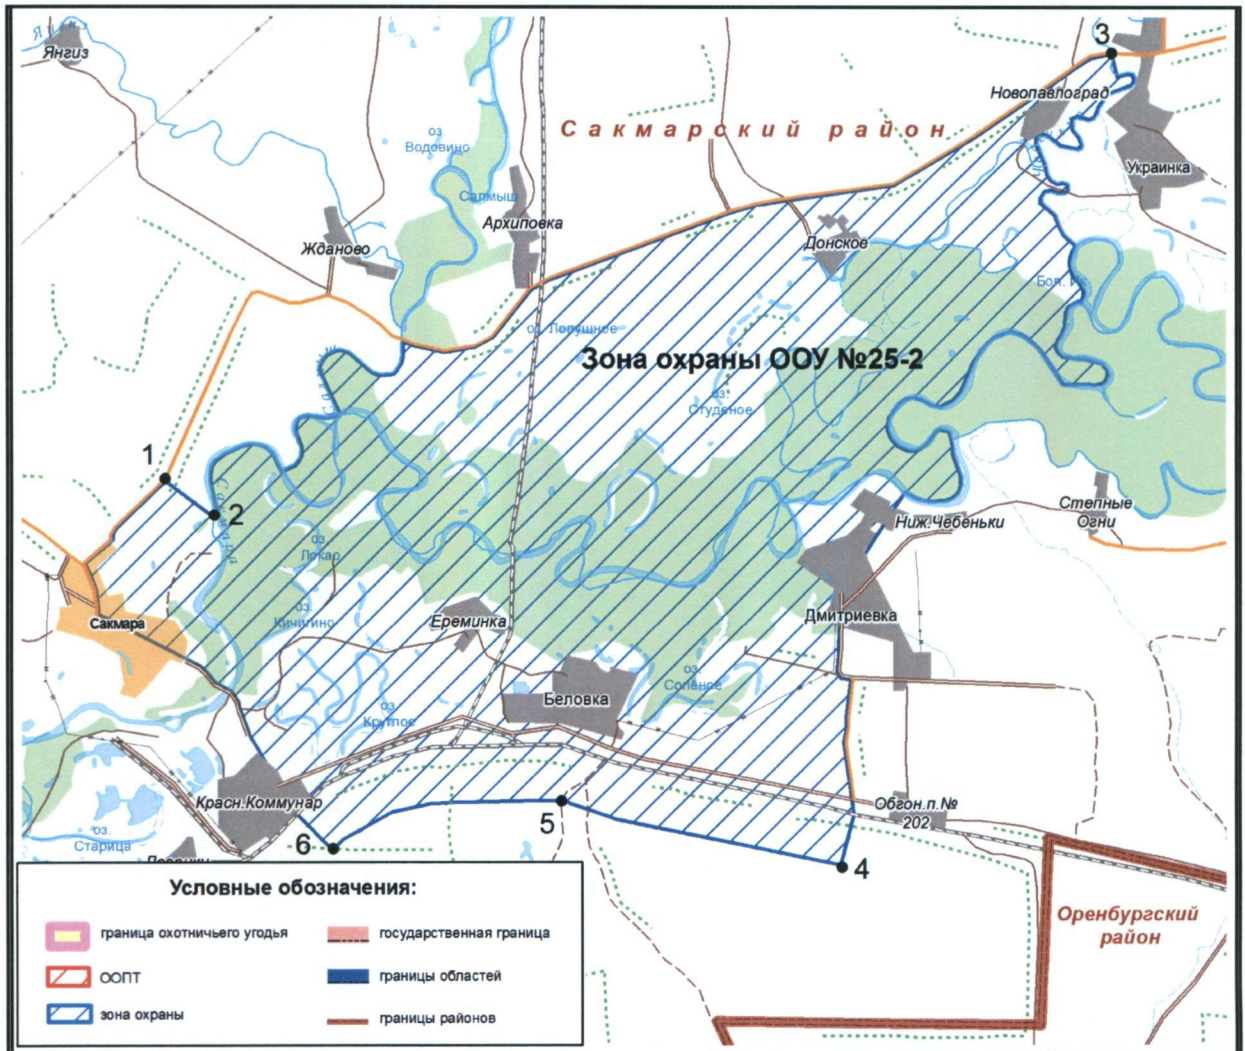 Янгиз
оз.
Водовино
Салмыш
Архиповка
Жданово
Сакмарский район
3
Новопавлоград
Украинка
Донское
Бол. Ик
оз. Лопушное
Зона охраны ООУ №25-2
оз.
Студеное
1
2
Сакмара
оз.
Лекар
оз.
Кичигино
Сакмара
Ереминка
оз.
Круглое
Беловка
оз.
Соленое
Ниж.Чебеньки
Степные
Огни
Дмитриевка
Обгон.п.№
202
Красн.Коммунар
оз.
Старица
6
5
4
Оренбургский
район
Условные обозначения:
граница охотничьего угодья
ООПТ
зона охраны
государственная граница
границы областей
границы районов